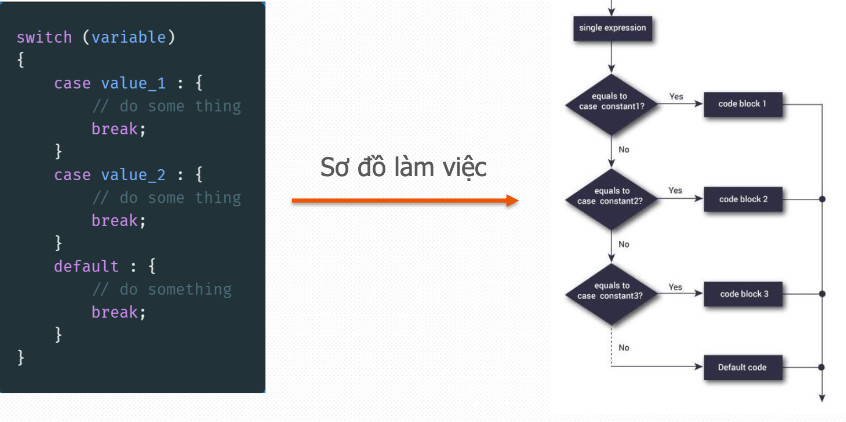 switch (variable)
{
    case value_1 : {
        // do some thing
        break;
    }
    case value_2 : {
        // do some thing
        break;
    }
    default : {
        // do something
        break;
    }
}
Sơ đồ làm việc
single expression
equals to
case constant1?
Yes
code block 1
No
equals to
case constant2?
Yes
code block 2
No
equals to
case constant3?
Yes
code block 3
No
Default code